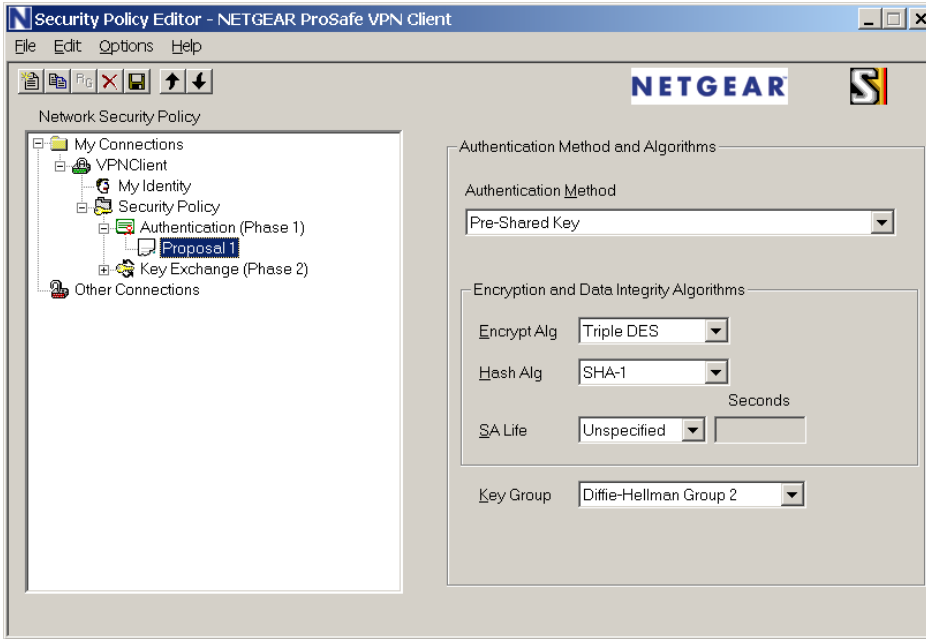 Security Policy Editor - NETGEAR ProSafe VPN Client
File Edit Options Help
NETGEAR
Network Security Policy
My Connections
VPNClient
My Identity
Security Policy
Authentication (Phase 1)
Proposal 1
Key Exchange (Phase 2)
Other Connections
Authentication Method and Algorithms
Authentication Method
Pre-Shared Key
Encryption and Data Integrity Algorithms
Encrypt Alg Triple DES
Hash Alg SHA-1
Seconds
SA Life Unspecified
Key Group Diffie-Hellman Group 2